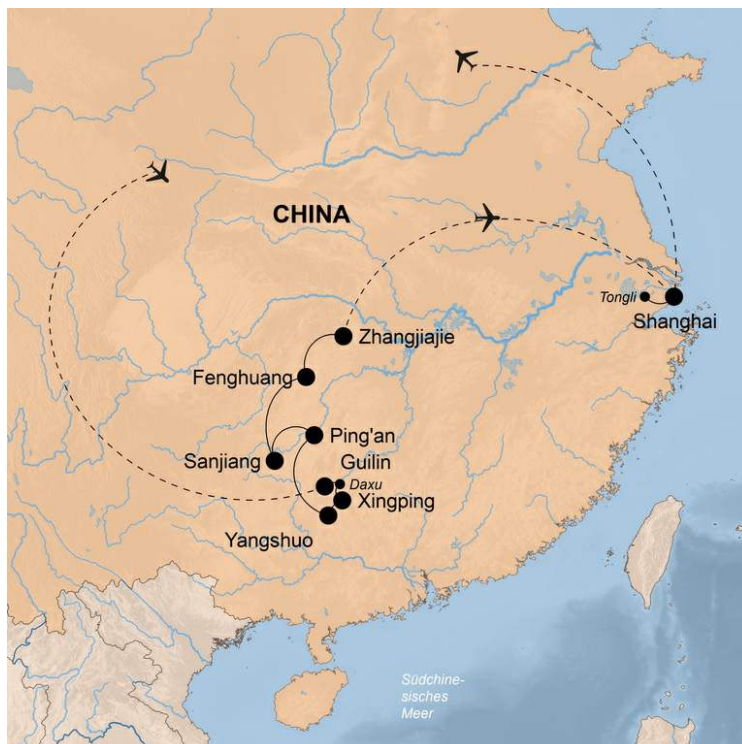 CHINA
Tongli
Shanghai
Zhangjiajie
Fenghuang
Ping'an
Sanjiang
Guilin
Daxu
Xingping
Yangshuo
Südchine-
sisches
Meer